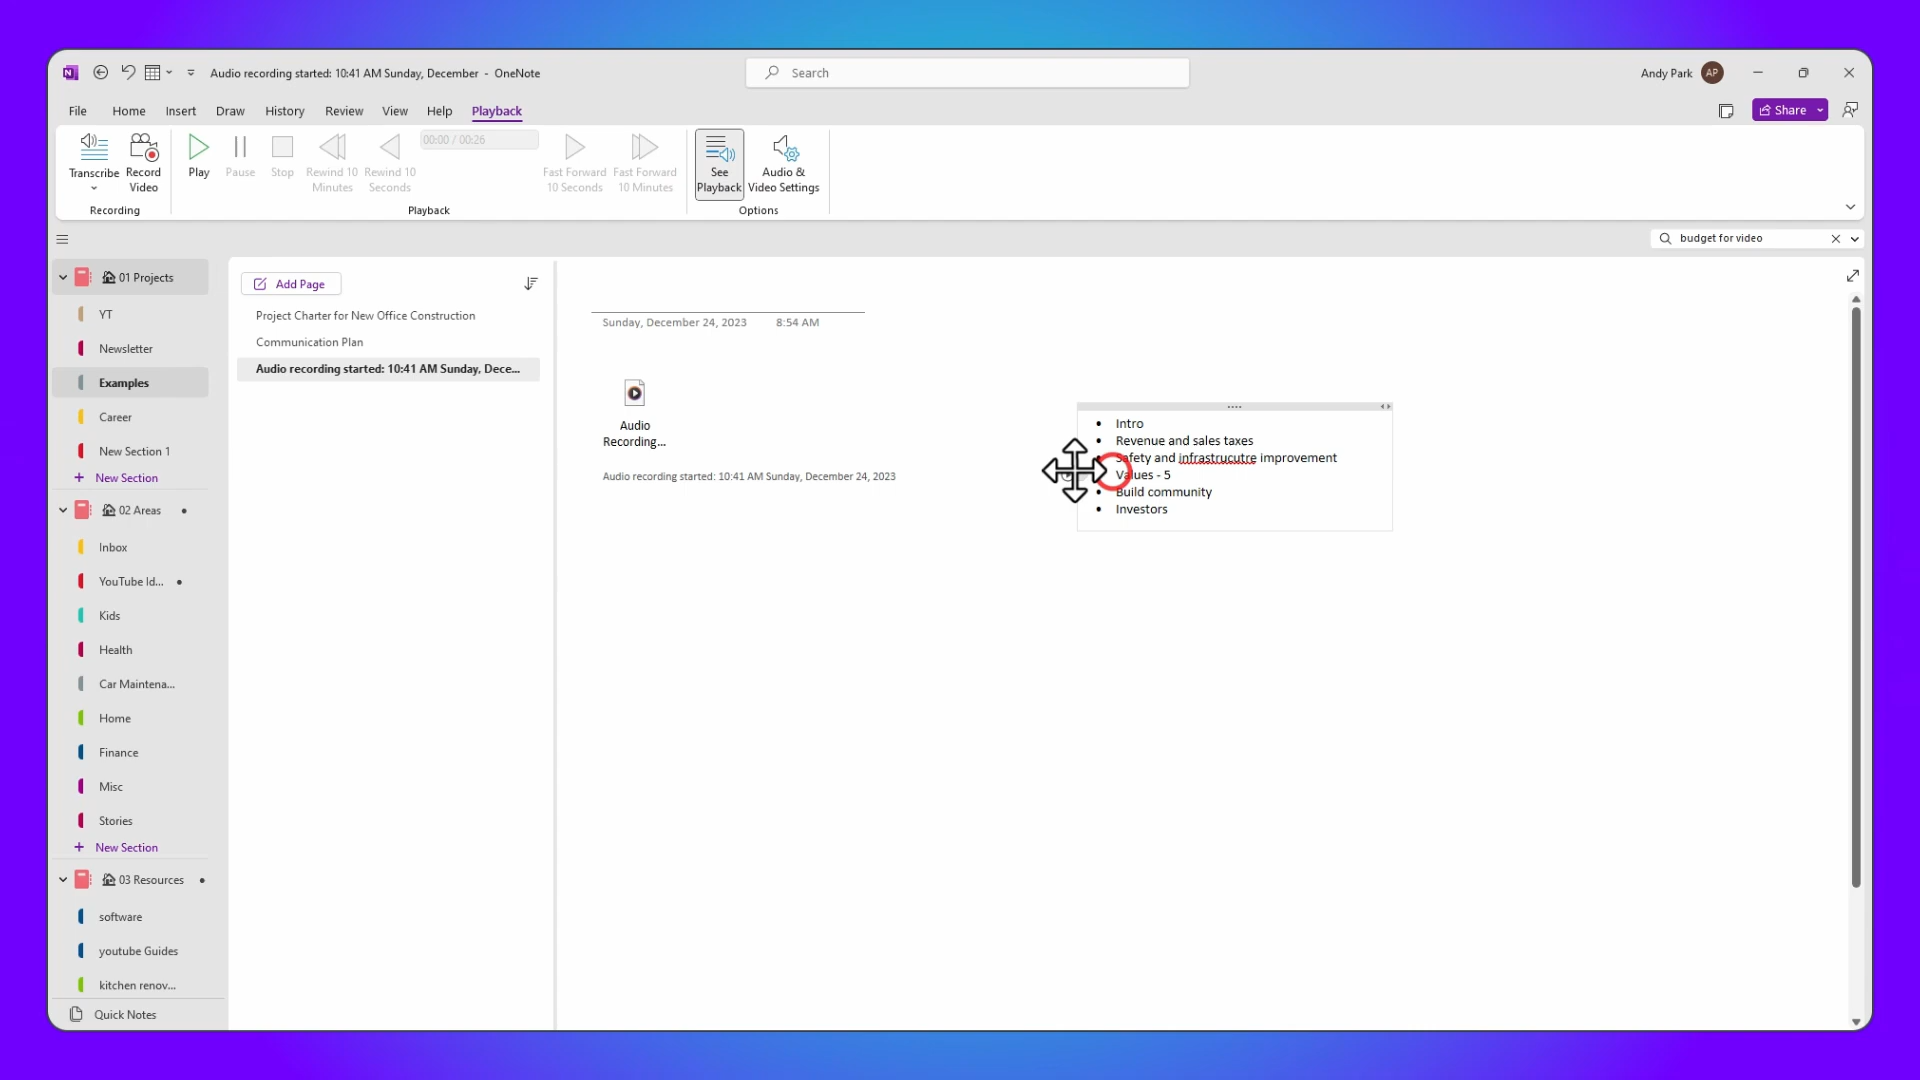 Audio recording started: 10:41 AM Sunday, December - OneNote
Search
Andy Park
AP
File Home Insert Draw History Review View Help Playback
Share
Transcribe
Record Video
Recording
Play
Pause
Stop
Rewind 10 Minutes
Rewind 10 Seconds
00:00 / 00:26
Fast Forward 10 Seconds
Fast Forward 10 Minutes
Playback
See Playback
Audio & Video Settings
Options
budget for video
01 Projects
YT
Newsletter
Examples
Career
New Section 1
+ New Section
02 Areas
Inbox
YouTube Id...
Kids
Health
Car Maintena...
Home
Finance
Misc
Stories
+ New Section
03 Resources
software
youtube Guides
kitchen renov...
Quick Notes
Add Page
Project Charter for New Office Construction
Communication Plan
Audio recording started: 10:41 AM Sunday, Dece...
Sunday, December 24, 2023 8:54 AM
Audio
Recording...
Audio recording started: 10:41 AM Sunday, December 24, 2023
• Intro
• Revenue and sales taxes
• Safety and infrastrucutre improvement
Values - 5
• Build community
• Investors